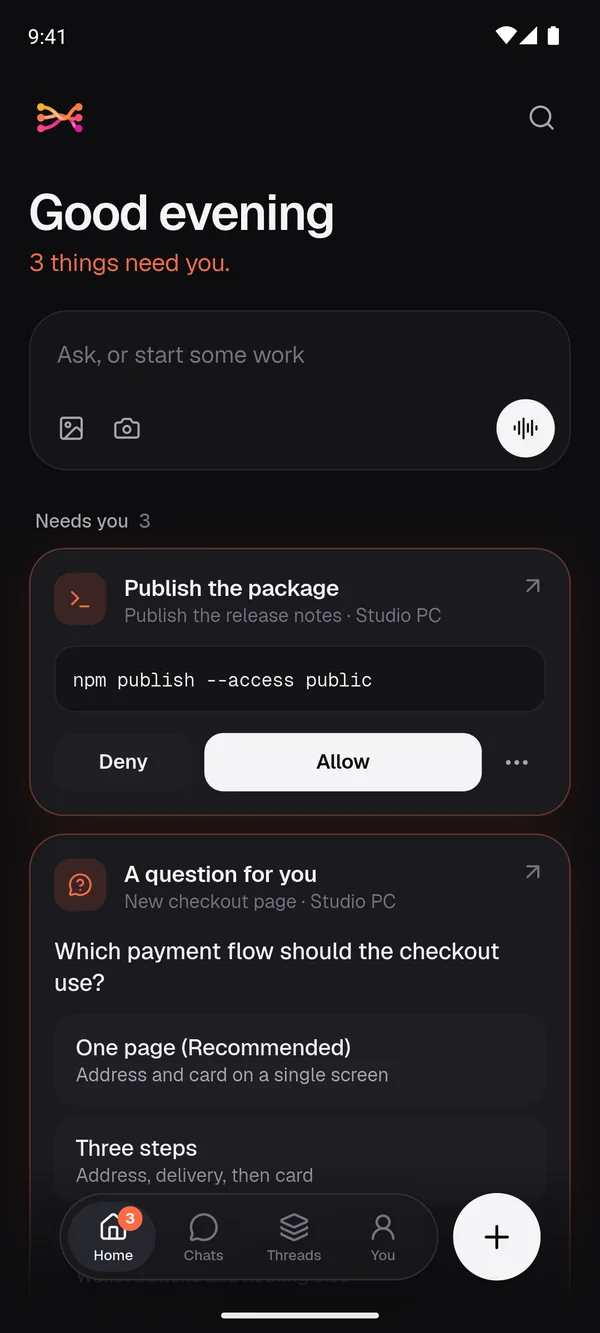 9:41
Good evening
3 things need you.
Ask, or start some work
Needs you 3
Publish the package
Publish the release notes · Studio PC
npm publish --access public
Deny
Allow
A question for you
New checkout page · Studio PC
Which payment flow should the checkout
use?
One page (Recommended)
Address and card on a single screen
Three steps
Address, delivery, then card
3
Home
Chats
Threads
You